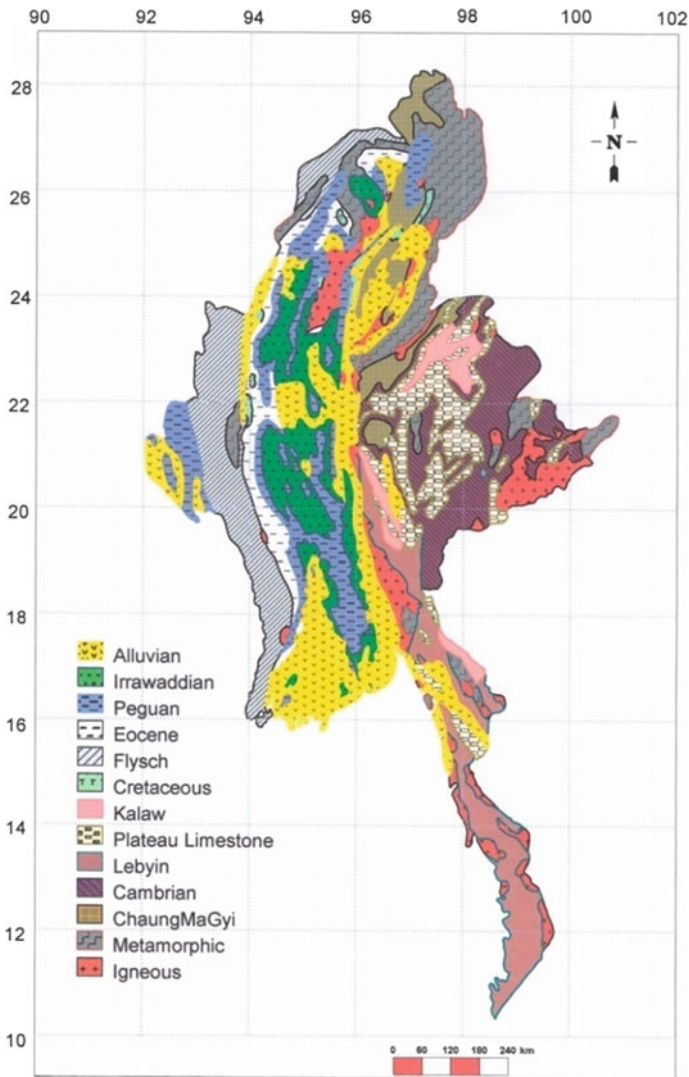 90 92 94 96 98 100 102
28
N
26
24
22
20
18
Alluvian
Irrawaddian
Peguan
16
Eocene
Flysch
Cretaceous
Kalaw
14
Plateau Limestone
Lebyin
Cambrian
ChaungMaGyi
12
Metamorphic
Igneous
10
0 60 120 180 240 km